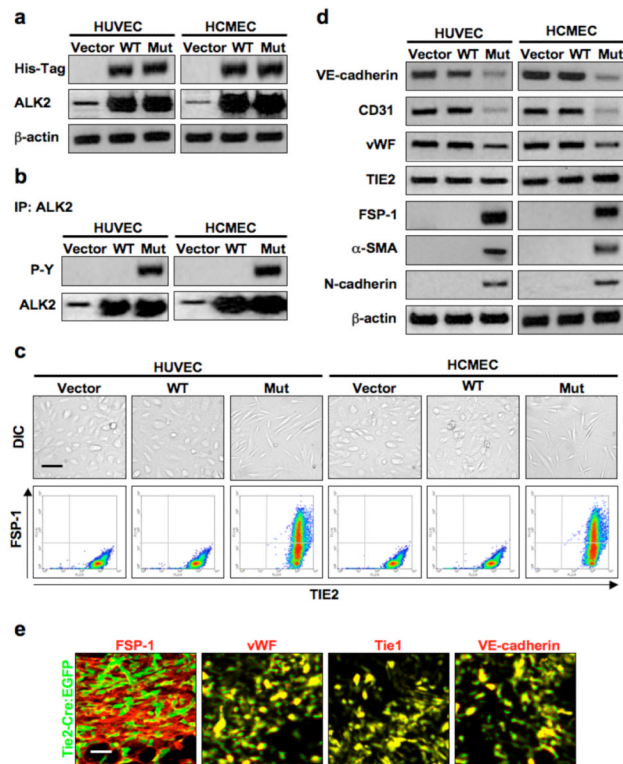 a
HUVEC
HCMEC
Vector WT Mut
Vector WT Mut
His-Tag
ALK2
β-actin
b
IP: ALK2
HUVEC
HCMEC
Vector WT Mut
Vector WT Mut
P-Y
ALK2
d
HUVEC
HCMEC
Vector WT Mut
Vector WT Mut
VE-cadherin
CD31
vWF
TIE2
FSP-1
α-SMA
N-cadherin
β-actin
c
HUVEC
HCMEC
Vector
WT
Mut
Vector
WT
Mut
DIC
FSP-1
TIE2
e
FSP-1
vWF
Tie1
VE-cadherin
Tie2-Cre:EGFP